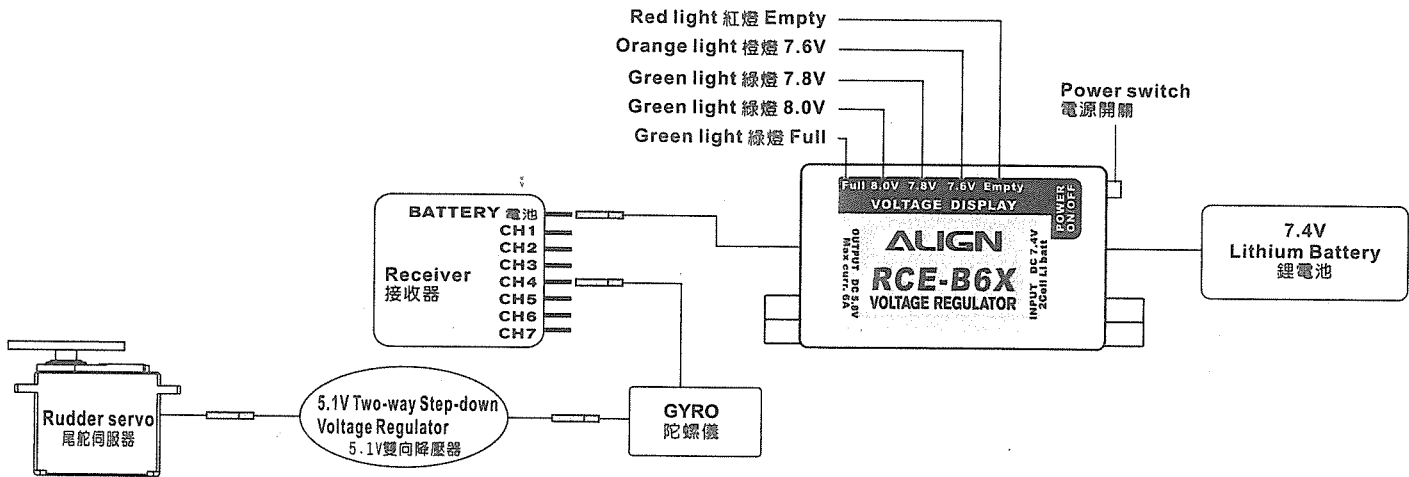 Red light 紅燈 Empty
Orange light 橙燈 7.6V
Green light 綠燈 7.8V
Green light 綠燈 8.0V
Green light 綠燈 Full
Power switch
電源開關
Full 8.0V 7.8V 7.6V Empty
VOLTAGE DISPLAY
POWER
ON/OFF
ALIGN
RCE-B6X
VOLTAGE REGULATOR
OUTPUT DC 5.8V
Max curr. 6A
INPUT DC 7.4V
2Cell Li batt
7.4V
Lithium Battery
鋰電池
BATTERY 電池
CH1
CH2
CH3
CH4
CH5
CH6
CH7
Receiver
接收器
Rudder servo
尾舵伺服器
5.1V Two-way Step-down
Voltage Regulator
5.1V雙向降壓器
GYRO
陀螺儀